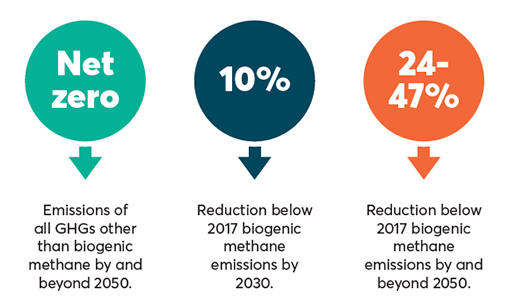 Net
zero
Emissions of
all GHGs other
than biogenic
methane by and
beyond 2050.
10%
Reduction below
2017 biogenic
methane
emissions by
2030.
24-
47%
Reduction below
2017 biogenic
methane
emissions by and
beyond 2050.